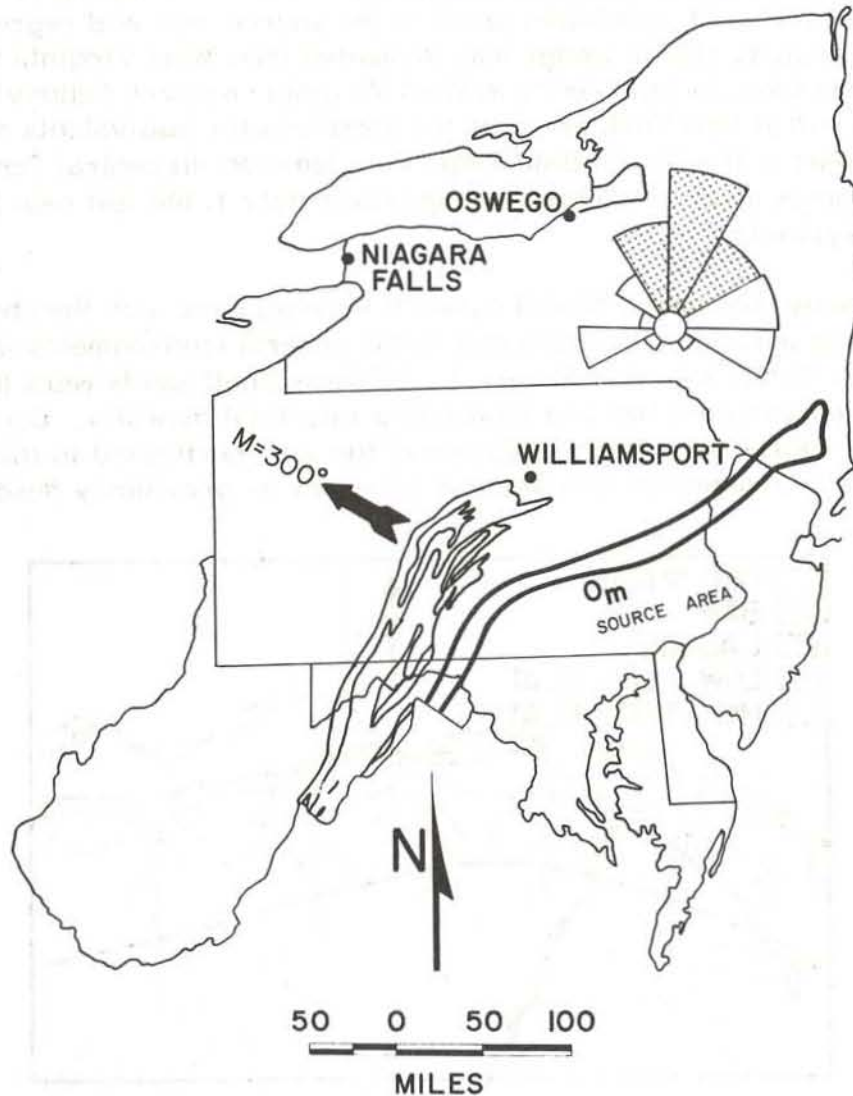 OSWEGO
NIAGARA
FALLS
M=300°
WILLIAMSPORT
Om
SOURCE AREA
N
50 0 50 100
MILES